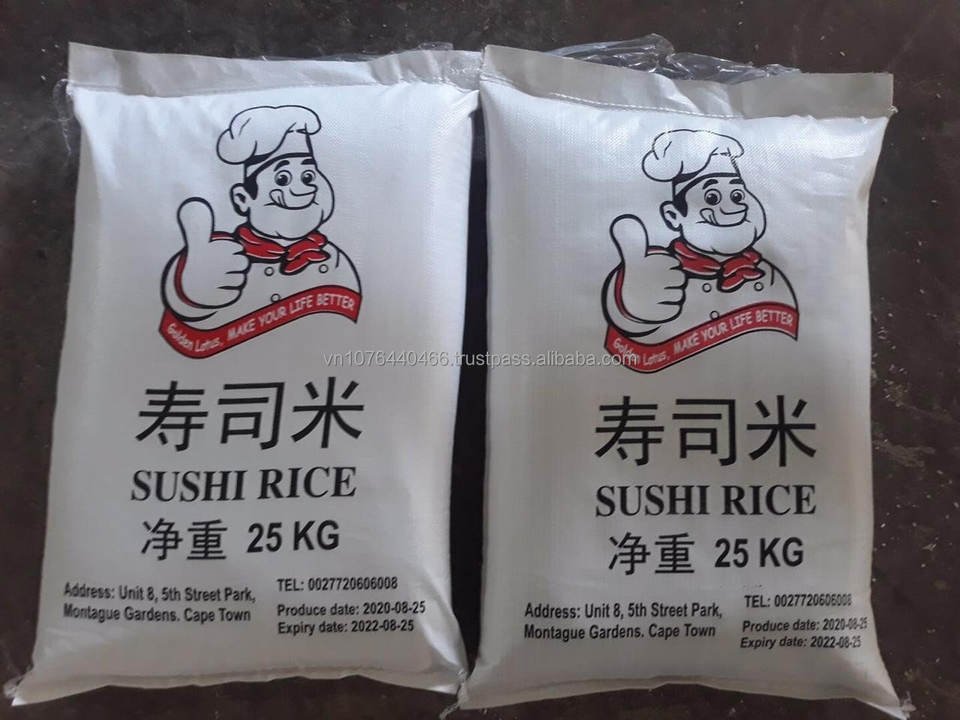 Golden Lotus, MAKE YOUR LIFE BETTER
寿司米
SUSHI RICE
净重 25 KG
Address: Unit 8, 5th Street Park,
Montague Gardens. Cape Town
TEL: 0027720606008
Produce date: 2020-08-25
Expiry date: 2022-08-25
Golden Lotus, MAKE YOUR LIFE BETTER
寿司米
SUSHI RICE
净重 25 KG
Address: Unit 8, 5th Street Park,
Montague Gardens. Cape Town
TEL: 0027720606008
Produce date: 2020-08-25
Expiry date: 2022-08-25
vn1076440466.trustpass.alibaba.com